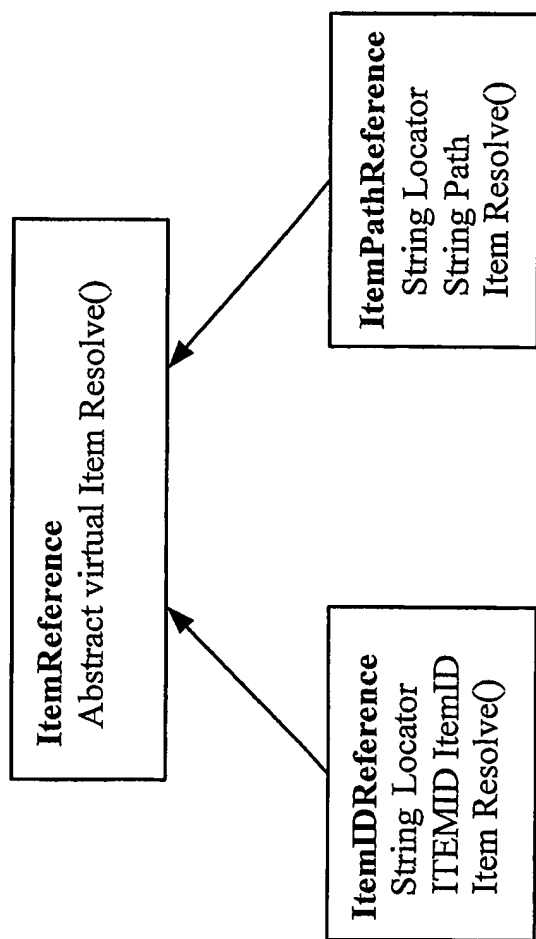 ItemReference
Abstract virtual Item Resolve()
ItemIDReference
String Locator
ITEMID ItemID
Item Resolve()
ItemPathReference
String Locator
String Path
Item Resolve()